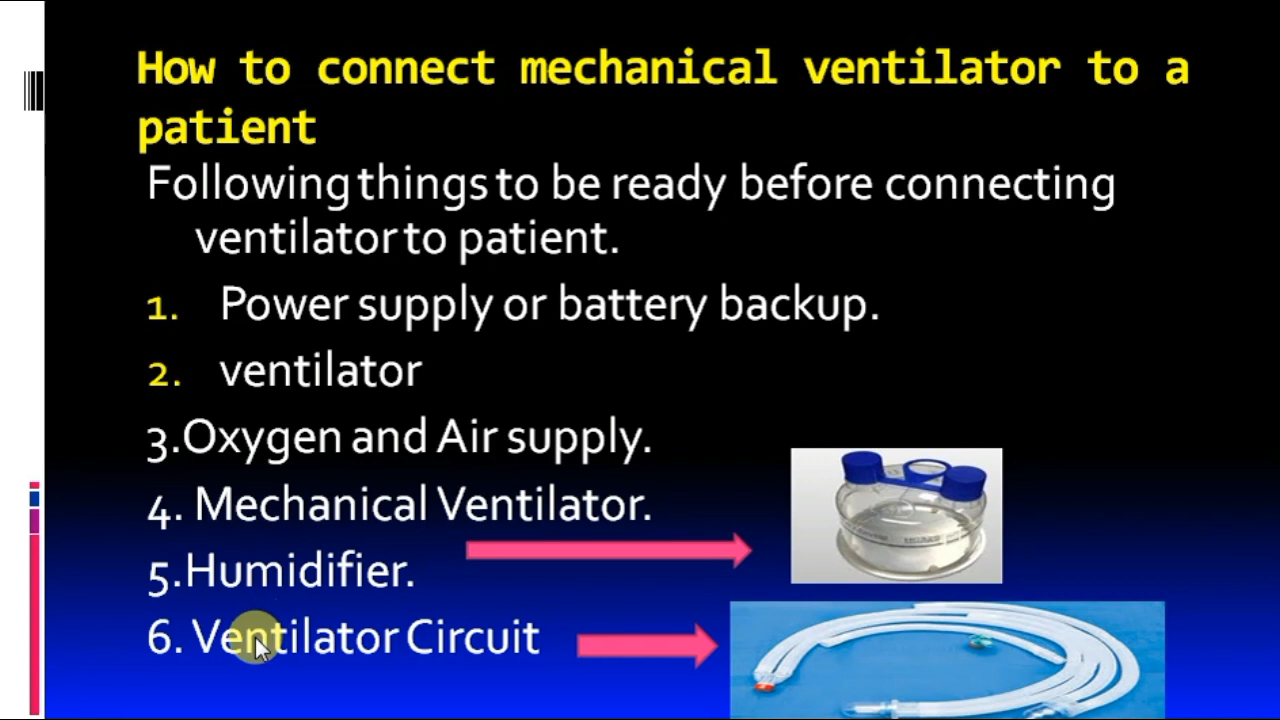 How to connect mechanical ventilator to a
patient
Following things to be ready before connecting
ventilator to patient.
1. Power supply or battery backup.
2. ventilator
3.Oxygen and Air supply.
4. Mechanical Ventilator.
5.Humidifier.
6. Ventilator Circuit